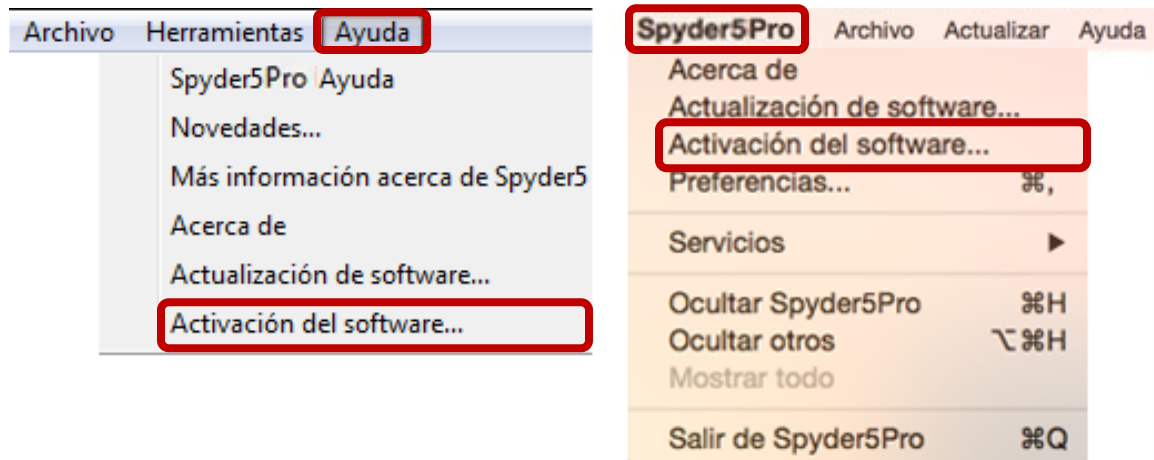 Archivo Herramientas Ayuda
Spyder5Pro Ayuda
Novedades...
Más información acerca de Spyder5
Acerca de
Actualización de software...
Activación del software...
Spyder5Pro Archivo Actualizar Ayuda
Acerca de
Actualización de software...
Activación del software...
Preferencias... ⌘,
Servicios ▶
Ocultar Spyder5Pro ⌘H
Ocultar otros ⌥⌘H
Mostrar todo
Salir de Spyder5Pro ⌘Q